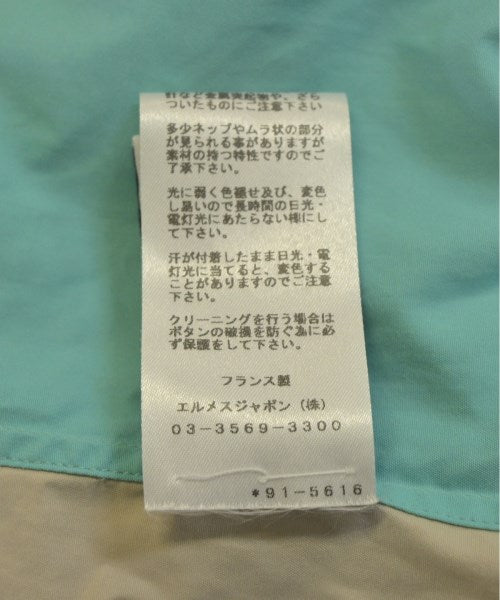 ついたものにご注意下さい
多少ネップやムラ状の部分
が見られる事がありますが
素材の持つ特性ですのでご
了承下さい。
光に弱く色褪せ及び、変色
し易いので長時間の日光・
電灯光にあたらない様にし
て下さい。
汗が付着したまま日光・電
灯光に当てると、変色する
ことがありますのでご注意
下さい。
クリーニングを行う場合は
ボタンの破損を防ぐ為に必
ず保護をして下さい。
フランス製
エルメスジャポン（株）
03-3569-3300
*91-5616